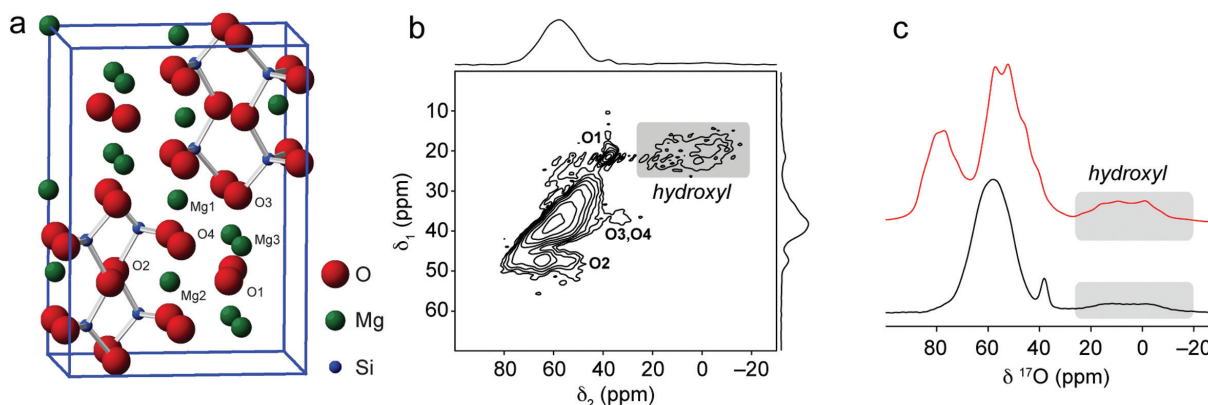 a
Mg1
O3
O4
Mg3
O2
Mg2
O1
O
Mg
Si
b
10
20
30
40
50
60
δ1 (ppm)
O1
hydroxyl
O3,O4
O2
80
60
40
20
0
–20
δ2 (ppm)
c
hydroxyl
hydroxyl
80
60
40
20
0
–20
δ 17O (ppm)